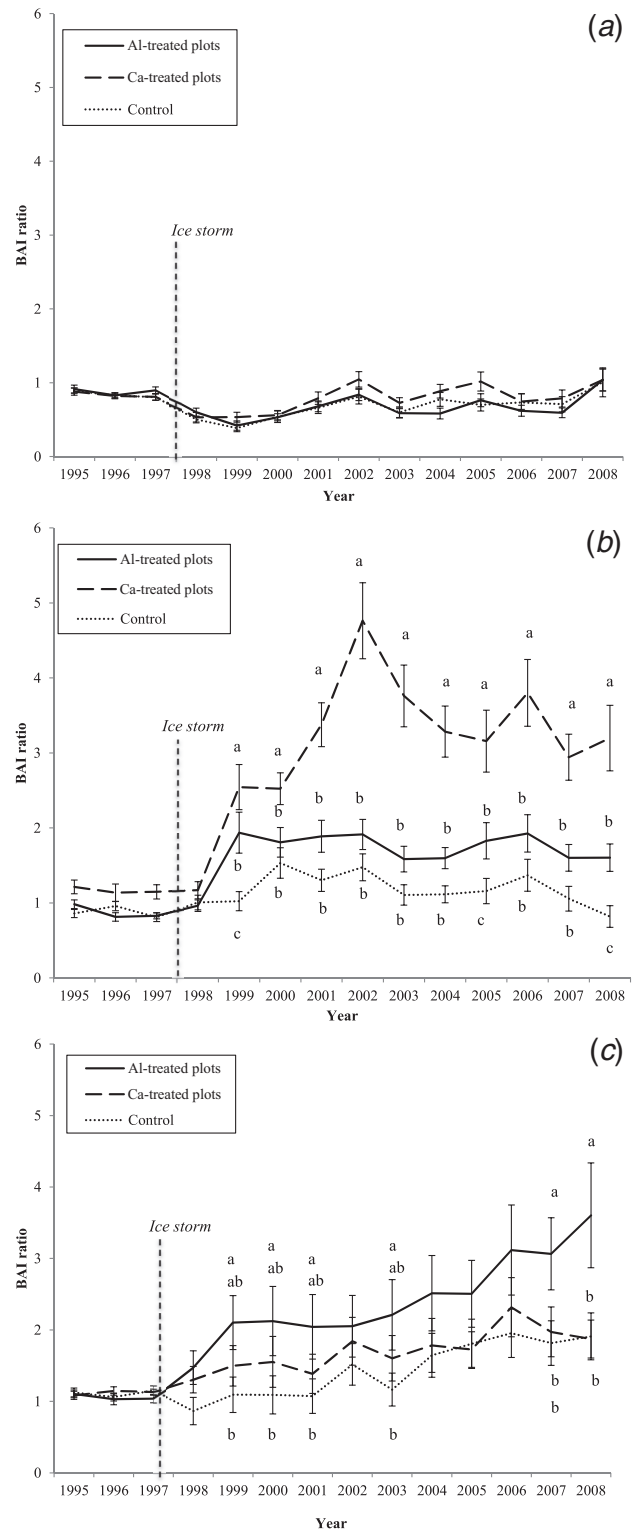 (a)
Al-treated plots
Ca-treated plots
Control
Ice storm
BAI ratio
6
5
4
3
2
1
0
1995 1996 1997 1998 1999 2000 2001 2002 2003 2004 2005 2006 2007 2008
Year
(b)
Al-treated plots
Ca-treated plots
Control
Ice storm
BAI ratio
6
5
4
3
2
1
0
a a a a a a a a a a
b b b b b b b b b b
c b b b b b c b b c
1995 1996 1997 1998 1999 2000 2001 2002 2003 2004 2005 2006 2007 2008
Year
(c)
Al-treated plots
Ca-treated plots
Control
Ice storm
BAI ratio
6
5
4
3
2
1
0
a a a a a a
ab ab ab ab b b
b b b b b b
1995 1996 1997 1998 1999 2000 2001 2002 2003 2004 2005 2006 2007 2008
Year